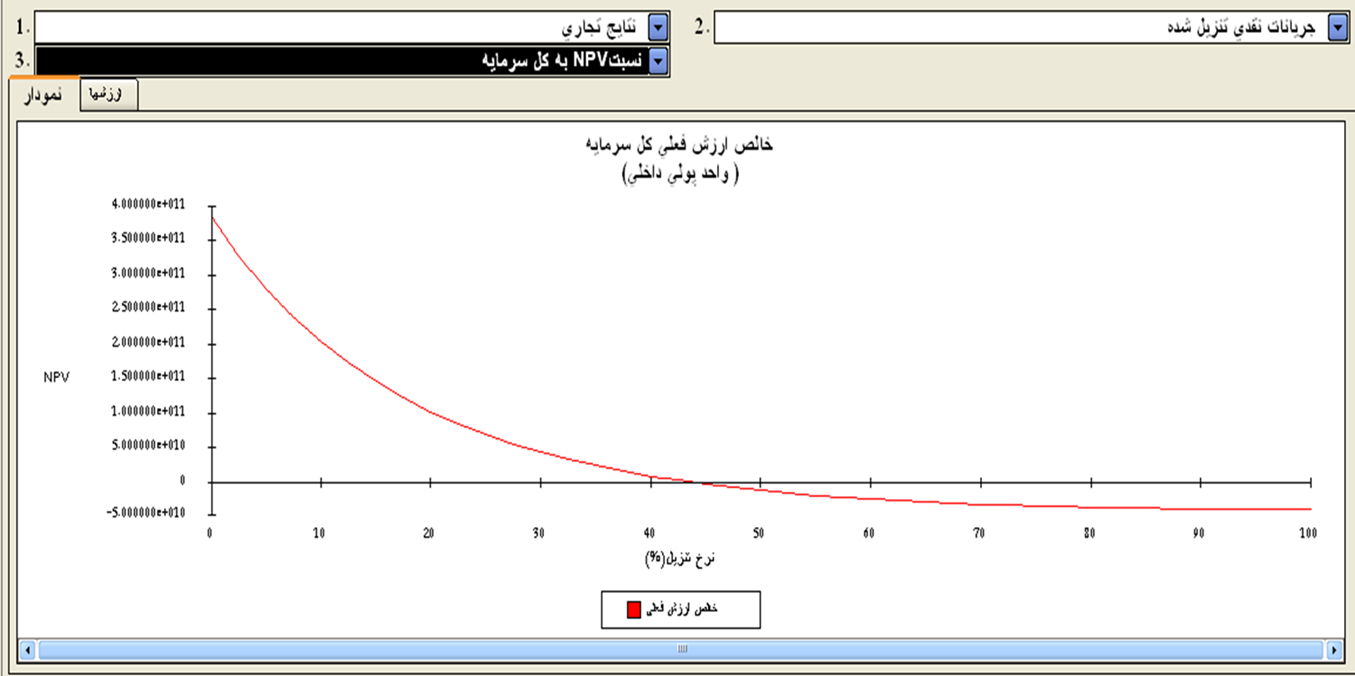 1. نتايج تجاري
2. جريانات نقدي تنزيل شده
3. نسبتNPV به كل سرمايه
نمودار
ارزشها
خالص ارزش فعلي كل سرمايه
( واحد پولي داخلي)
4.000000e+011
3.500000e+011
3.000000e+011
2.500000e+011
2.000000e+011
NPV
1.500000e+011
1.000000e+011
5.000000e+010
0
-5.000000e+010
0 10 20 30 40 50 60 70 80 90 100
نرخ تنزيل(%)
خالص ارزش فعلي